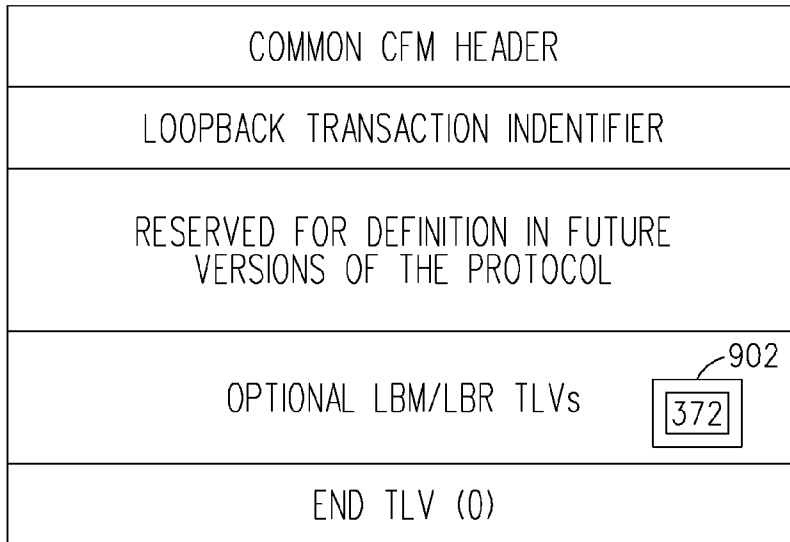 COMMON CFM HEADER
LOOPBACK TRANSACTION INDENTIFIER
RESERVED FOR DEFINITION IN FUTURE
VERSIONS OF THE PROTOCOL
902
OPTIONAL LBM/LBR TLVs
372
END TLV (0)